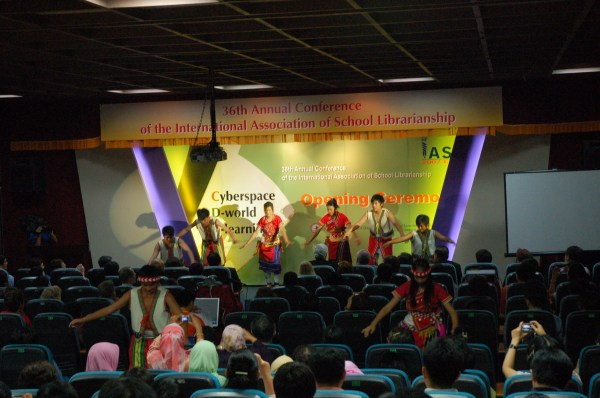 36th Annual Conference
of the International Association of School Librarianship
IAS
36th Annual Conference
of the International Association of School Librarianship
Opening Ceremo
Cyberspace
D-world